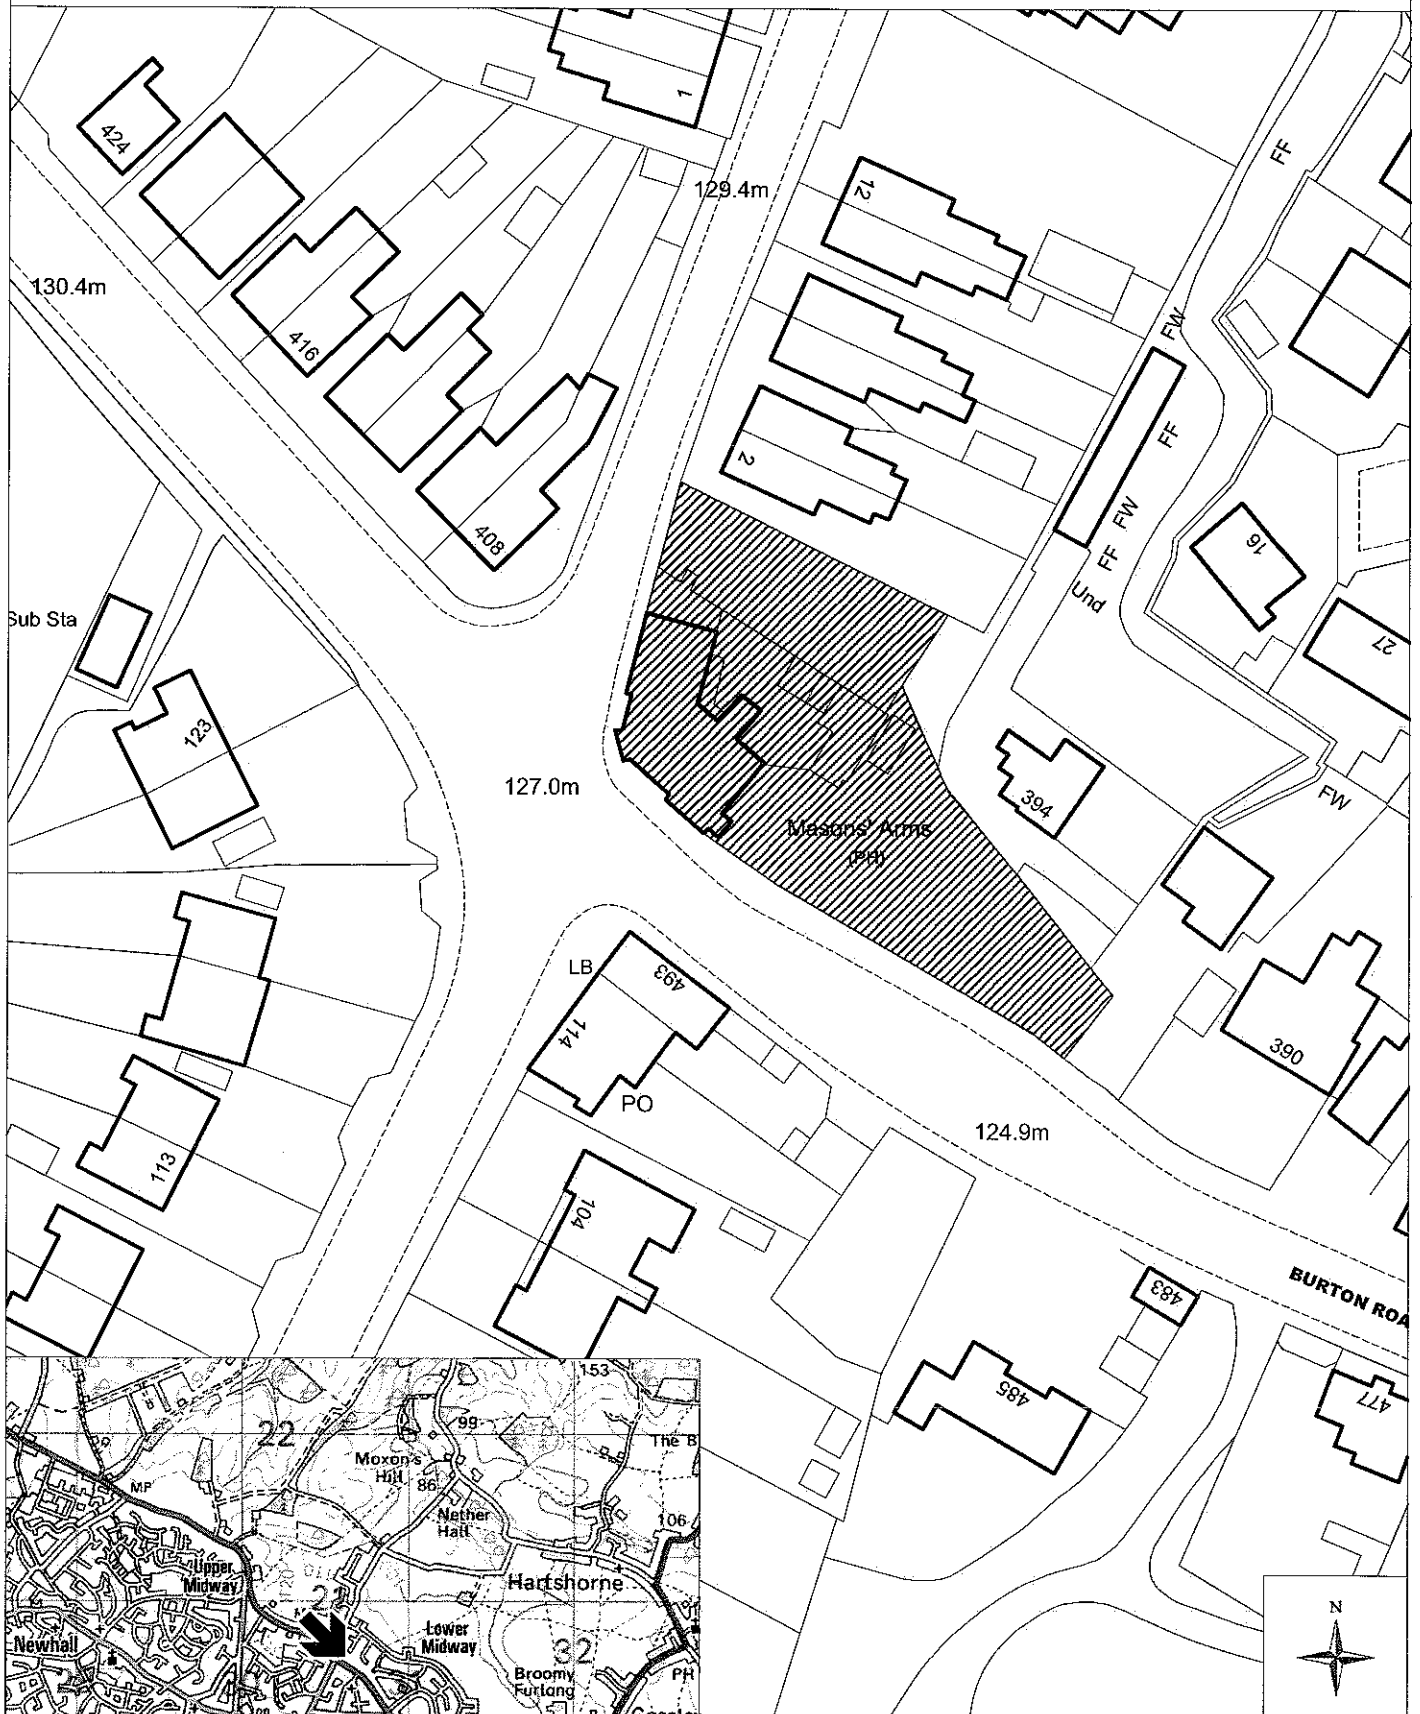 1
424
129.4m
12
FF
130.4m
416
FW
2
FF
408
FW
16
FF
Und
Sub Sta
27
123
127.0m
394
FW
Masons' Arms
(PH)
LB
493
114
390
PO
124.9m
113
104
483
BURTON ROA
485
477
153
22
99
The B
Moxon's
Hill
86
MP
Nether
Hall
106
Upper
Midway
21
Hartshorne
Newhall
Lower
Midway
32
Broomy
Furlong
PH
N